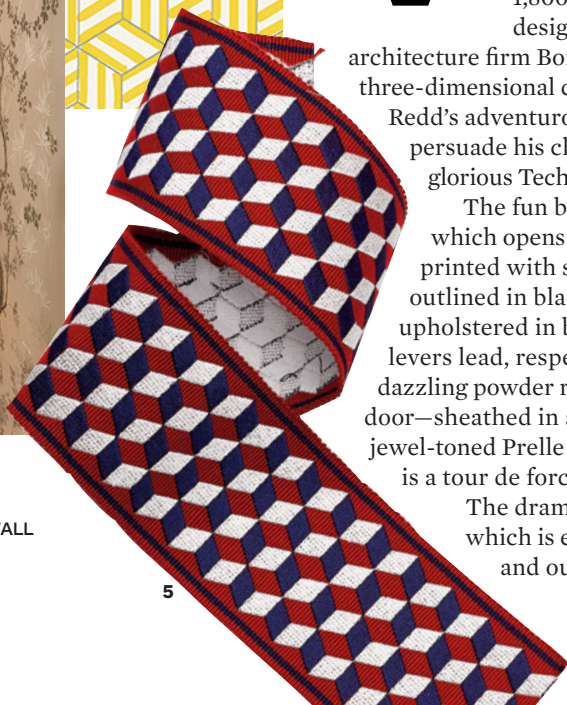 1,800
desig
architecture firm Bo
three-dimensional
Redd's adventuro
persuade his cl
glorious Tech
The fun b
which opens
printed with s
outlined in blac
upholstered in b
levers lead, respe
dazzling powder r
door—sheathed in a
jewel-toned Prelle
is a tour de forc
The dram
which is e
and ou
ALL
5